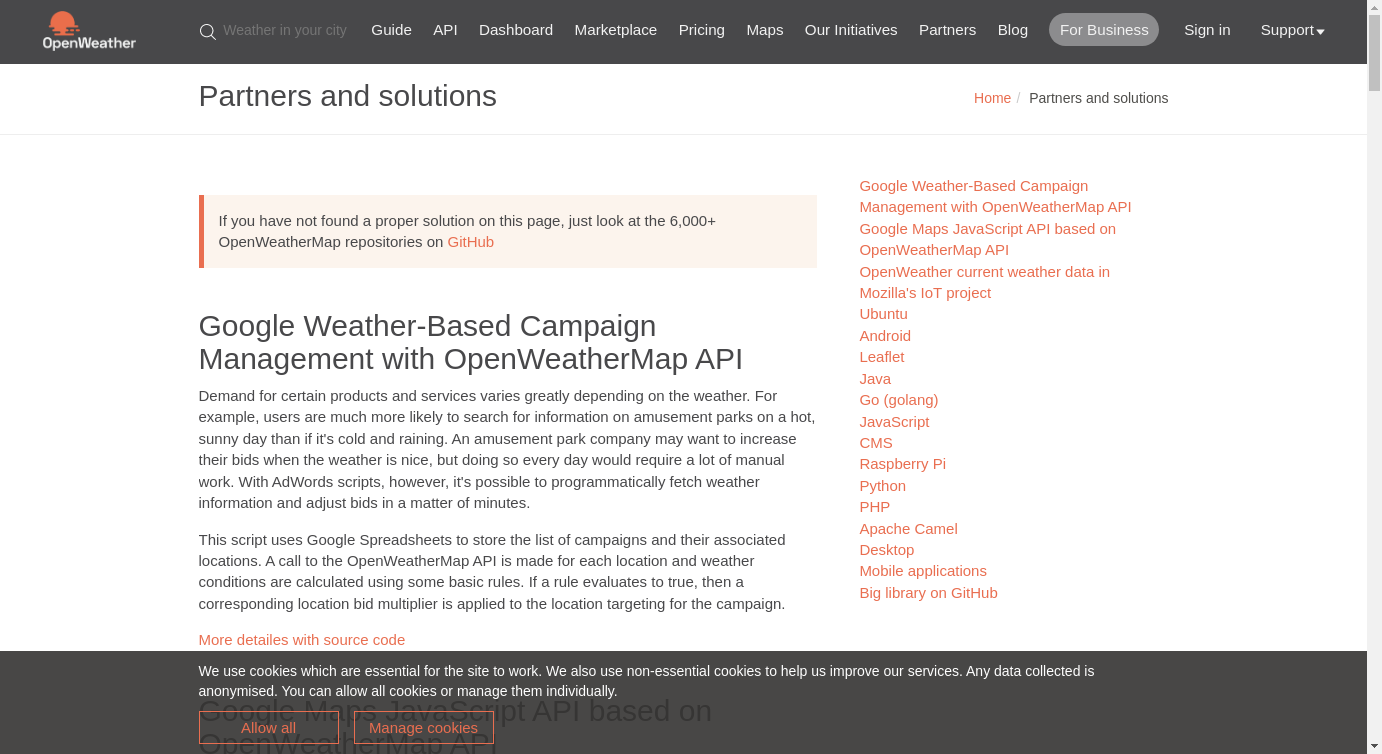 OpenWeather
Weather in your city
Guide
API
Dashboard
Marketplace
Pricing
Maps
Our Initiatives
Partners
Blog
For Business
Sign in
Support
Partners and solutions
Home / Partners and solutions
If you have not found a proper solution on this page, just look at the 6,000+
OpenWeatherMap repositories on GitHub
Google Weather-Based Campaign
Management with OpenWeatherMap API
Demand for certain products and services varies greatly depending on the weather. For
example, users are much more likely to search for information on amusement parks on a hot,
sunny day than if it's cold and raining. An amusement park company may want to increase
their bids when the weather is nice, but doing so every day would require a lot of manual
work. With AdWords scripts, however, it's possible to programmatically fetch weather
information and adjust bids in a matter of minutes.
This script uses Google Spreadsheets to store the list of campaigns and their associated
locations. A call to the OpenWeatherMap API is made for each location and weather
conditions are calculated using some basic rules. If a rule evaluates to true, then a
corresponding location bid multiplier is applied to the location targeting for the campaign.
More detailes with source code
Google Weather-Based Campaign
Management with OpenWeatherMap API
Google Maps JavaScript API based on
OpenWeatherMap API
OpenWeather current weather data in
Mozilla's IoT project
Ubuntu
Android
Leaflet
Java
Go (golang)
JavaScript
CMS
Raspberry Pi
Python
PHP
Apache Camel
Desktop
Mobile applications
Big library on GitHub
We use cookies which are essential for the site to work. We also use non-essential cookies to help us improve our services. Any data collected is
anonymised. You can allow all cookies or manage them individually.
Google Maps JavaScript API based on
OpenWeatherMap API
Allow all
Manage cookies